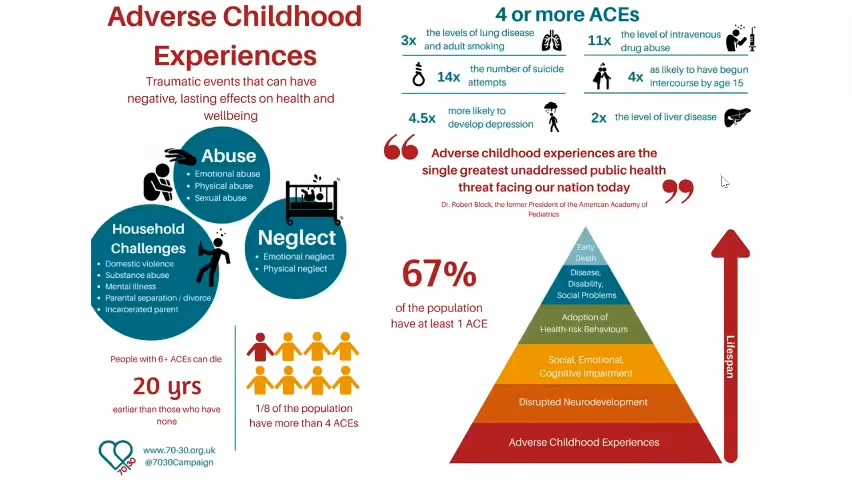 Adverse Childhood
Experiences
Traumatic events that can have
negative, lasting effects on health and
wellbeing
Abuse
• Emotional abuse
• Physical abuse
• Sexual abuse
Household
Challenges
• Domestic violence
• Substance abuse
• Mental illness
• Parental separation / divorce
• Incarcerated parent
Neglect
• Emotional neglect
• Physical neglect
People with 6+ ACEs can die
20 yrs
earlier than those who have
none
1/8 of the population
have more than 4 ACEs
70-30
www.70-30.org.uk
@7030Campaign
4 or more ACEs
3x
the levels of lung disease
and adult smoking
11x
the level of intravenous
drug abuse
14x
the number of suicide
attempts
4x
as likely to have begun
intercourse by age 15
4.5x
more likely to
develop depression
2x
the level of liver disease
“ Adverse childhood experiences are the
single greatest unaddressed public health
threat facing our nation today ”
Dr. Robert Block, the former President of the American Academy of
Pediatrics
67%
of the population
have at least 1 ACE
Early
Death
Disease,
Disability,
Social Problems
Adoption of
Health-risk Behaviours
Social, Emotional,
Cognitive Impairment
Disrupted Neurodevelopment
Adverse Childhood Experiences
Lifespan